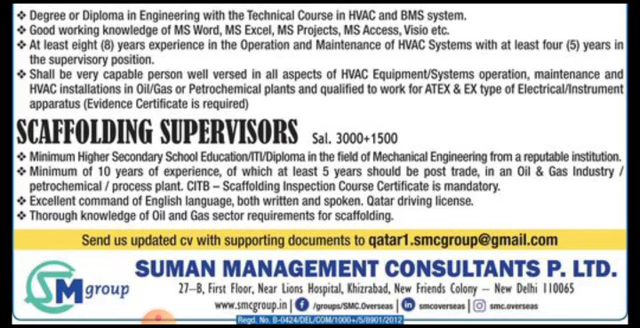 ❖ Degree or Diploma in Engineering with the Technical Course in HVAC and BMS system.
❖ Good working knowledge of MS Word, MS Excel, MS Projects, MS Access, Visio etc.
❖ At least eight (8) years experience in the Operation and Maintenance of HVAC Systems with at least four (5) years in
the supervisory position.
❖ Shall be very capable person well versed in all aspects of HVAC Equipment/Systems operation, maintenance and
HVAC installations in Oil/Gas or Petrochemical plants and qualified to work for ATEX & EX type of Electrical/Instrument
apparatus (Evidence Certificate is required)
SCAFFOLDING SUPERVISORS Sal. 3000+1500
❖ Minimum Higher Secondary School Education/ITI/Diploma in the field of Mechanical Engineering from a reputable institution.
❖ Minimum of 10 years of experience, of which at least 5 years should be post trade, in an Oil & Gas Industry /
petrochemical / process plant. CITB – Scaffolding Inspection Course Certificate is mandatory.
❖ Excellent command of English language, both written and spoken. Qatar driving license.
❖ Thorough knowledge of Oil and Gas sector requirements for scaffolding.
Send us updated cv with supporting documents to qatar1.smcgroup@gmail.com
SM group
SUMAN MANAGEMENT CONSULTANTS P. LTD.
27-B, First Floor, Near Lions Hospital, Khizrabad, New Friends Colony – New Delhi 110065
www.smcgroup.in | /groups/SMC.Overseas | smcoverseas | smc.overseas
Regd. No. B-0424/DEL/COM/1000+/5/8901/2012